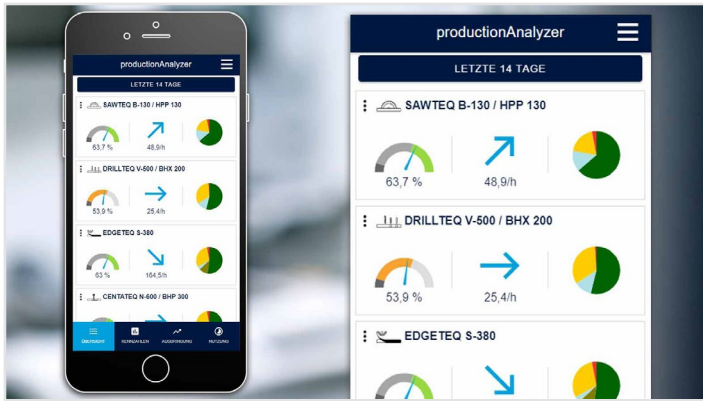 productionAnalyzer
LETZTE 14 TAGE
SAWTEQ B-130 / HPP 130
63,7 %
48,9/h
DRILLTEQ V-500 / BHX 200
53,9 %
25,4/h
EDGETEQ S-380
63 %
164,5/h
CENTATEQ N-600 / BHP 300
ÜBERSICHT
KENNZAHLEN
AUSBRINGUNG
NUTZUNG
productionAnalyzer
LETZTE 14 TAGE
SAWTEQ B-130 / HPP 130
63,7 %
48,9/h
DRILLTEQ V-500 / BHX 200
53,9 %
25,4/h
EDGETEQ S-380